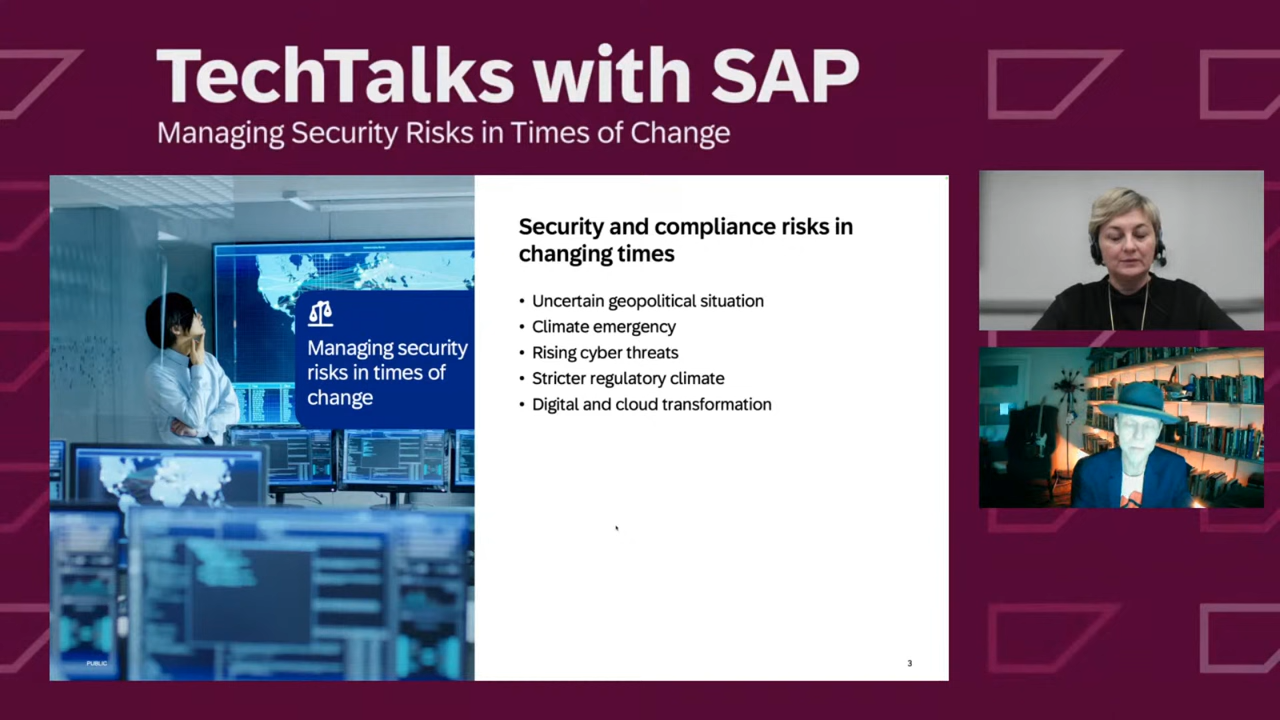 TechTalks with SAP
Managing Security Risks in Times of Change
Managing security
risks in times of
change
PUBLIC
Security and compliance risks in
changing times
• Uncertain geopolitical situation
• Climate emergency
• Rising cyber threats
• Stricter regulatory climate
• Digital and cloud transformation
3